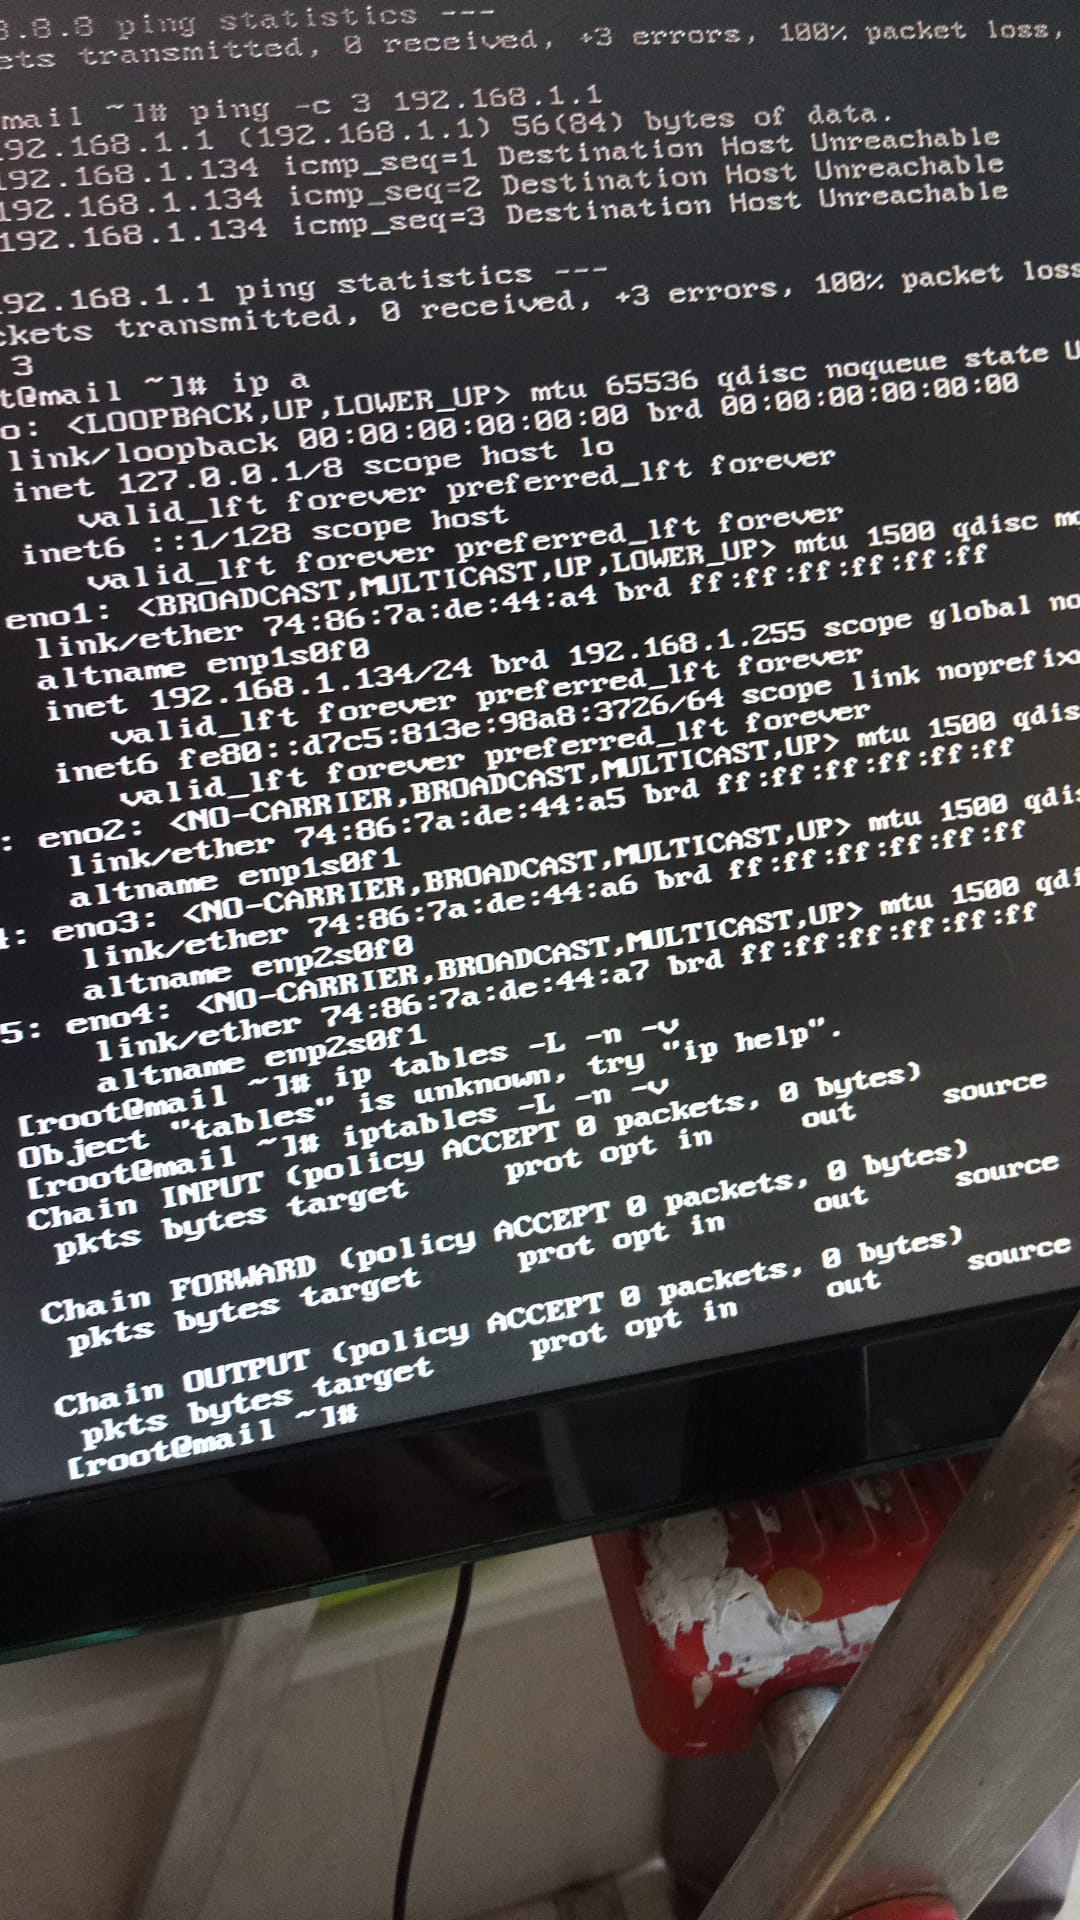 3.8.8 ping statistics ---
ets transmitted, 0 received, +3 errors, 100% packet loss,
mail ~]# ping -c 3 192.168.1.1
192.168.1.1 (192.168.1.1) 56(84) bytes of data.
192.168.1.134 icmp_seq=1 Destination Host Unreachable
192.168.1.134 icmp_seq=2 Destination Host Unreachable
192.168.1.134 icmp_seq=3 Destination Host Unreachable
92.168.1.1 ping statistics ---
ckets transmitted, 0 received, +3 errors, 100% packet loss
3
t@mail ~]# ip a
o: <LOOPBACK,UP,LOWER_UP> mtu 65536 qdisc noqueue state U
link/loopback 00:00:00:00:00:00 brd 00:00:00:00:00:00
inet 127.0.0.1/8 scope host lo
valid_lft forever preferred_lft forever
inet6 ::1/128 scope host
valid_lft forever preferred_lft forever
eno1: <BROADCAST,MULTICAST,UP,LOWER_UP> mtu 1500 qdisc mq
link/ether 74:86:7a:de:44:a4 brd ff:ff:ff:ff:ff:ff
altname enp1s0f0
inet 192.168.1.134/24 brd 192.168.1.255 scope global no
valid_lft forever preferred_lft forever
inet6 fe80::d7c5:813e:98a8:3726/64 scope link noprefix
valid_lft forever preferred_lft forever
: eno2: <NO-CARRIER,BROADCAST,MULTICAST,UP> mtu 1500 qdis
link/ether 74:86:7a:de:44:a5 brd ff:ff:ff:ff:ff:ff
altname enp1s0f1
4: eno3: <NO-CARRIER,BROADCAST,MULTICAST,UP> mtu 1500 qdis
link/ether 74:86:7a:de:44:a6 brd ff:ff:ff:ff:ff:ff
altname enp2s0f0
5: eno4: <NO-CARRIER,BROADCAST,MULTICAST,UP> mtu 1500 qdi
link/ether 74:86:7a:de:44:a7 brd ff:ff:ff:ff:ff:ff
altname enp2s0f1
[root@mail ~]# ip tables -L -n -v
Object "tables" is unknown, try "ip help".
[root@mail ~]# iptables -L -n -v
Chain INPUT (policy ACCEPT 0 packets, 0 bytes)
pkts bytes target prot opt in out source
Chain FORWARD (policy ACCEPT 0 packets, 0 bytes)
pkts bytes target prot opt in out source
Chain OUTPUT (policy ACCEPT 0 packets, 0 bytes)
pkts bytes target prot opt in out source
[root@mail ~]#